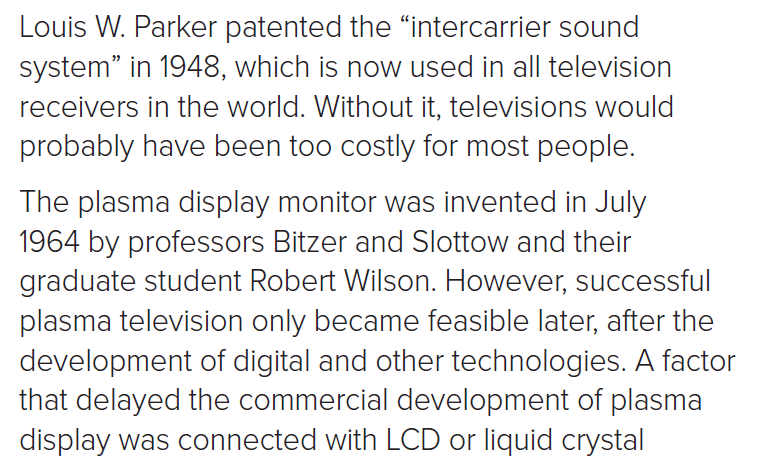 Louis W. Parker patented the “intercarrier sound
system” in 1948, which is now used in all television
receivers in the world. Without it, televisions would
probably have been too costly for most people.
The plasma display monitor was invented in July
1964 by professors Bitzer and Slottow and their
graduate student Robert Wilson. However, successful
plasma television only became feasible later, after the
development of digital and other technologies. A factor
that delayed the commercial development of plasma
display was connected with LCD or liquid crystal